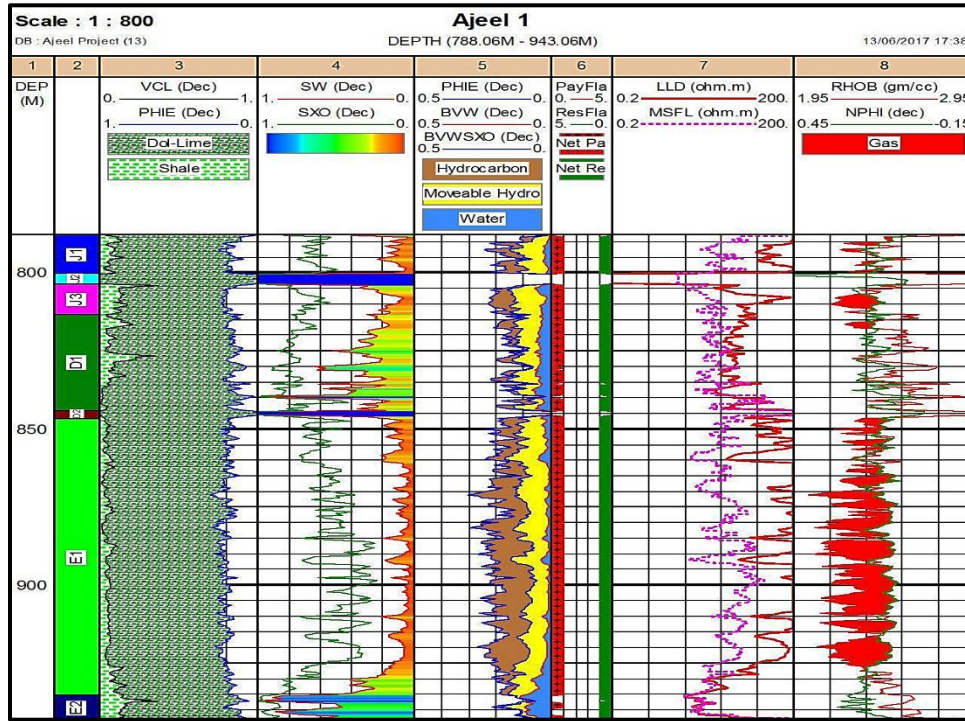 Scale : 1 : 800
Ajeel 1
DB : Ajeel Project (13)
DEPTH (788.06M - 943.06M)
13/06/2017 17:38
1 2 3 4 5 6 7 8
DEP
(M)
VCL (Dec)
0. 1.
PHIE (Dec)
1. 0.
Dol-Lime
Shale
SW (Dec)
1. 0.
SXO (Dec)
1. 0.
PHIE (Dec)
0.5 0.
BVW (Dec)
0.5 0.
BVWSXO (Dec)
0.5 0.
Hydrocarbon
Moveable Hydro
Water
PayFla
0. 5.
ResFla
5. 0.
Net Pa
Net Re
LLD (ohm.m)
0.2 200.
MSFL (ohm.m)
0.2 200.
RHOB (gm/cc)
1.95 2.95
NPHI (dec)
0.45 -0.15
Gas
J1
800
J2
J3
D1
D2
850
E1
900
E2